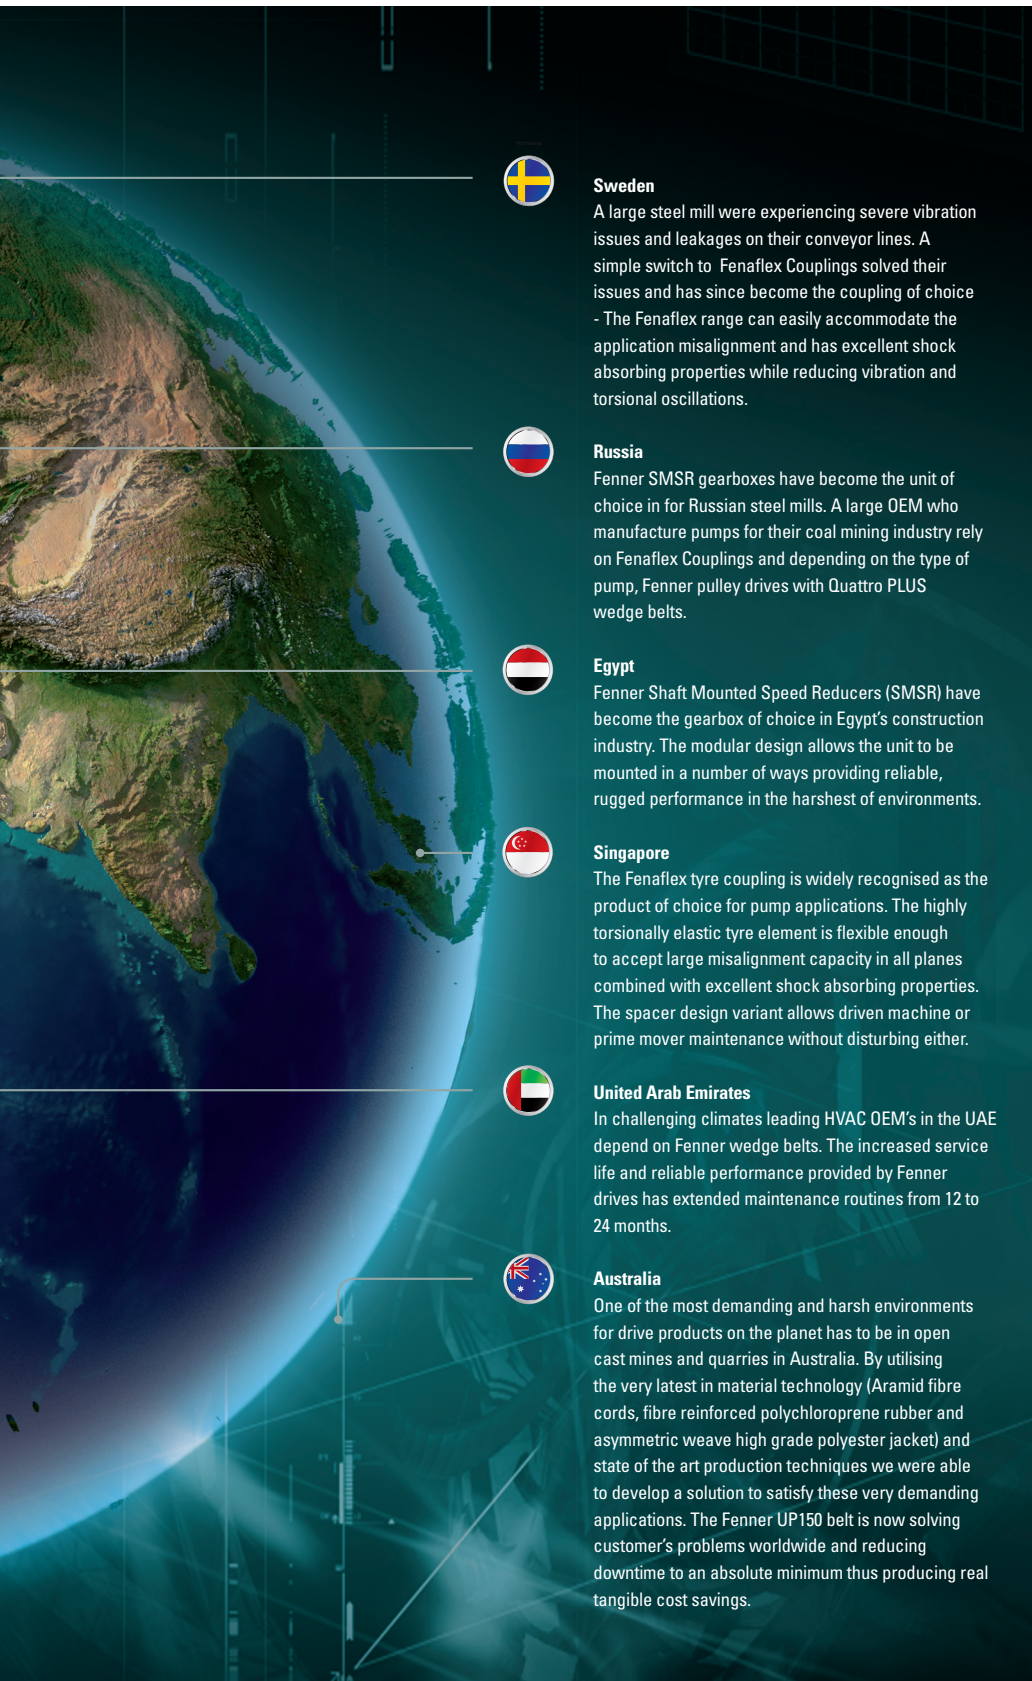 Sweden
A large steel mill were experiencing severe vibration
issues and leakages on their conveyor lines. A
simple switch to Fenaflex Couplings solved their
issues and has since become the coupling of choice
- The Fenaflex range can easily accommodate the
application misalignment and has excellent shock
absorbing properties while reducing vibration and
torsional oscillations.
Russia
Fenner SMSR gearboxes have become the unit of
choice in for Russian steel mills. A large OEM who
manufacture pumps for their coal mining industry rely
on Fenaflex Couplings and depending on the type of
pump, Fenner pulley drives with Quattro PLUS
wedge belts.
Egypt
Fenner Shaft Mounted Speed Reducers (SMSR) have
become the gearbox of choice in Egypt's construction
industry. The modular design allows the unit to be
mounted in a number of ways providing reliable,
rugged performance in the harshest of environments.
Singapore
The Fenaflex tyre coupling is widely recognised as the
product of choice for pump applications. The highly
torsionally elastic tyre element is flexible enough
to accept large misalignment capacity in all planes
combined with excellent shock absorbing properties.
The spacer design variant allows driven machine or
prime mover maintenance without disturbing either.
United Arab Emirates
In challenging climates leading HVAC OEM's in the UAE
depend on Fenner wedge belts. The increased service
life and reliable performance provided by Fenner
drives has extended maintenance routines from 12 to
24 months.
Australia
One of the most demanding and harsh environments
for drive products on the planet has to be in open
cast mines and quarries in Australia. By utilising
the very latest in material technology (Aramid fibre
cords, fibre reinforced polychloroprene rubber and
asymmetric weave high grade polyester jacket) and
state of the art production techniques we were able
to develop a solution to satisfy these very demanding
applications. The Fenner UP150 belt is now solving
customer's problems worldwide and reducing
downtime to an absolute minimum thus producing real
tangible cost savings.